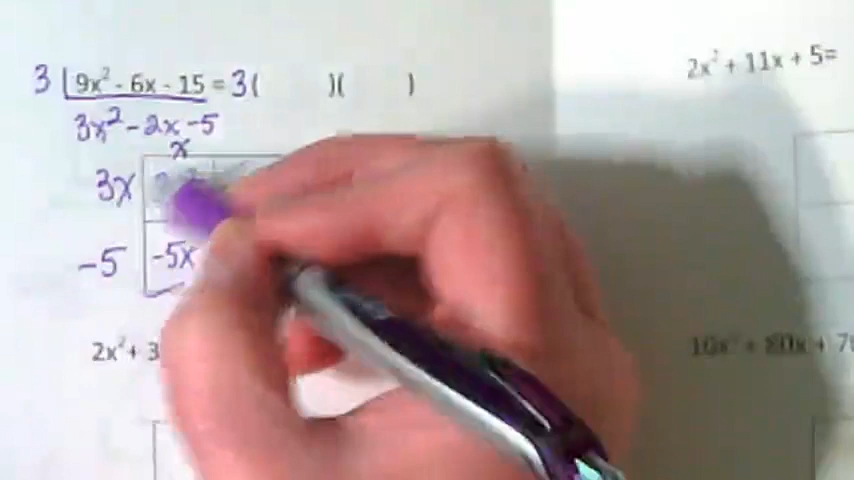 3 9x² - 6x - 15 = 3(      )(      )
3x² - 2x - 5
x
3x
-5 -5x
2x² + 3
2x² + 11x + 5=